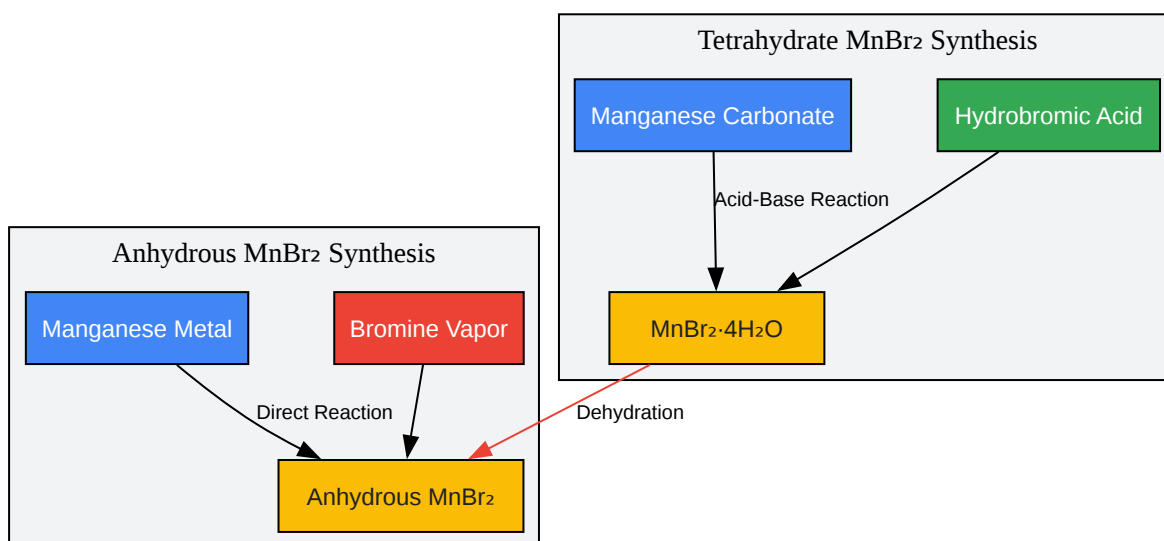 Tetrahydrate MnBr₂ Synthesis
Manganese Carbonate
Hydrobromic Acid
Acid-Base Reaction
MnBr₂·4H₂O
Anhydrous MnBr₂ Synthesis
Manganese Metal
Bromine Vapor
Direct Reaction
Dehydration
Anhydrous MnBr₂